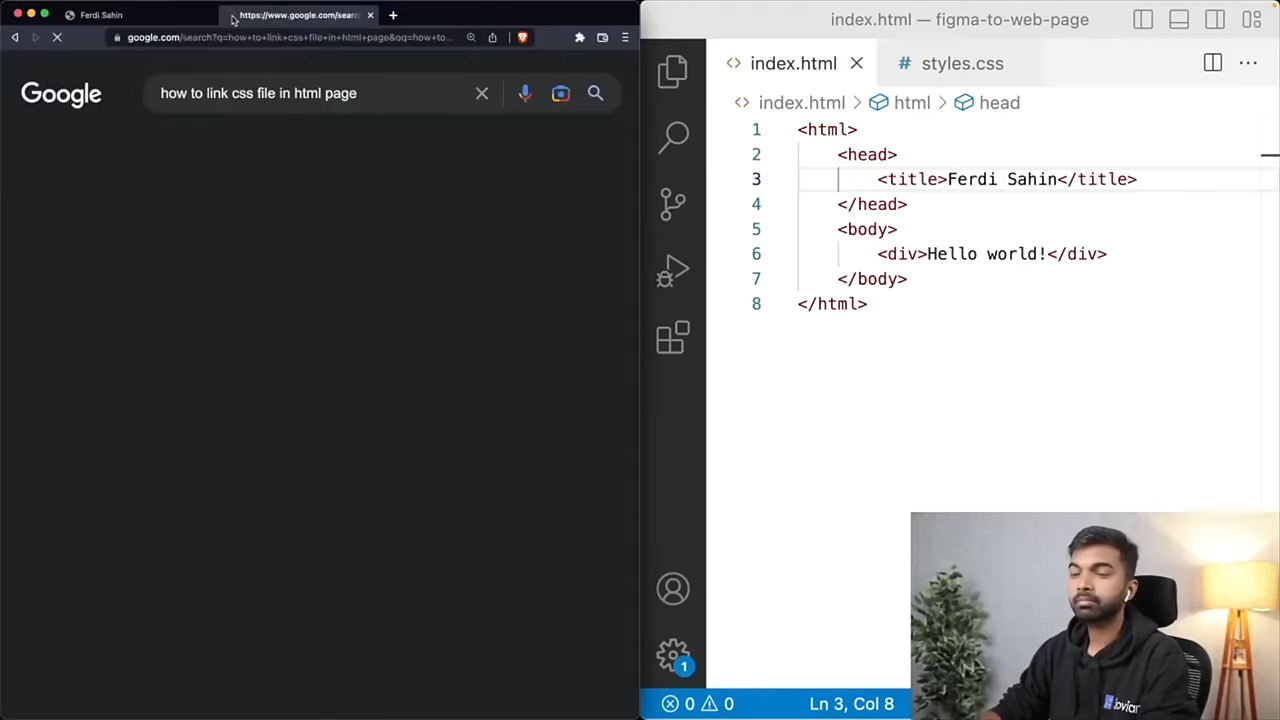 Ferdi Sahin
https://www.google.com/searc
google.com/search?q=how+to+link+css+file+in+html+page&oq=how+to...
Google
how to link css file in html page
index.html — figma-to-web-page
index.html
# styles.css
index.html > html > head
1 <html>
2 <head>
3 <title>Ferdi Sahin</title>
4 </head>
5 <body>
6 <div>Hello world!</div>
7 </body>
8 </html>
1
0 0
Ln 3, Col 8